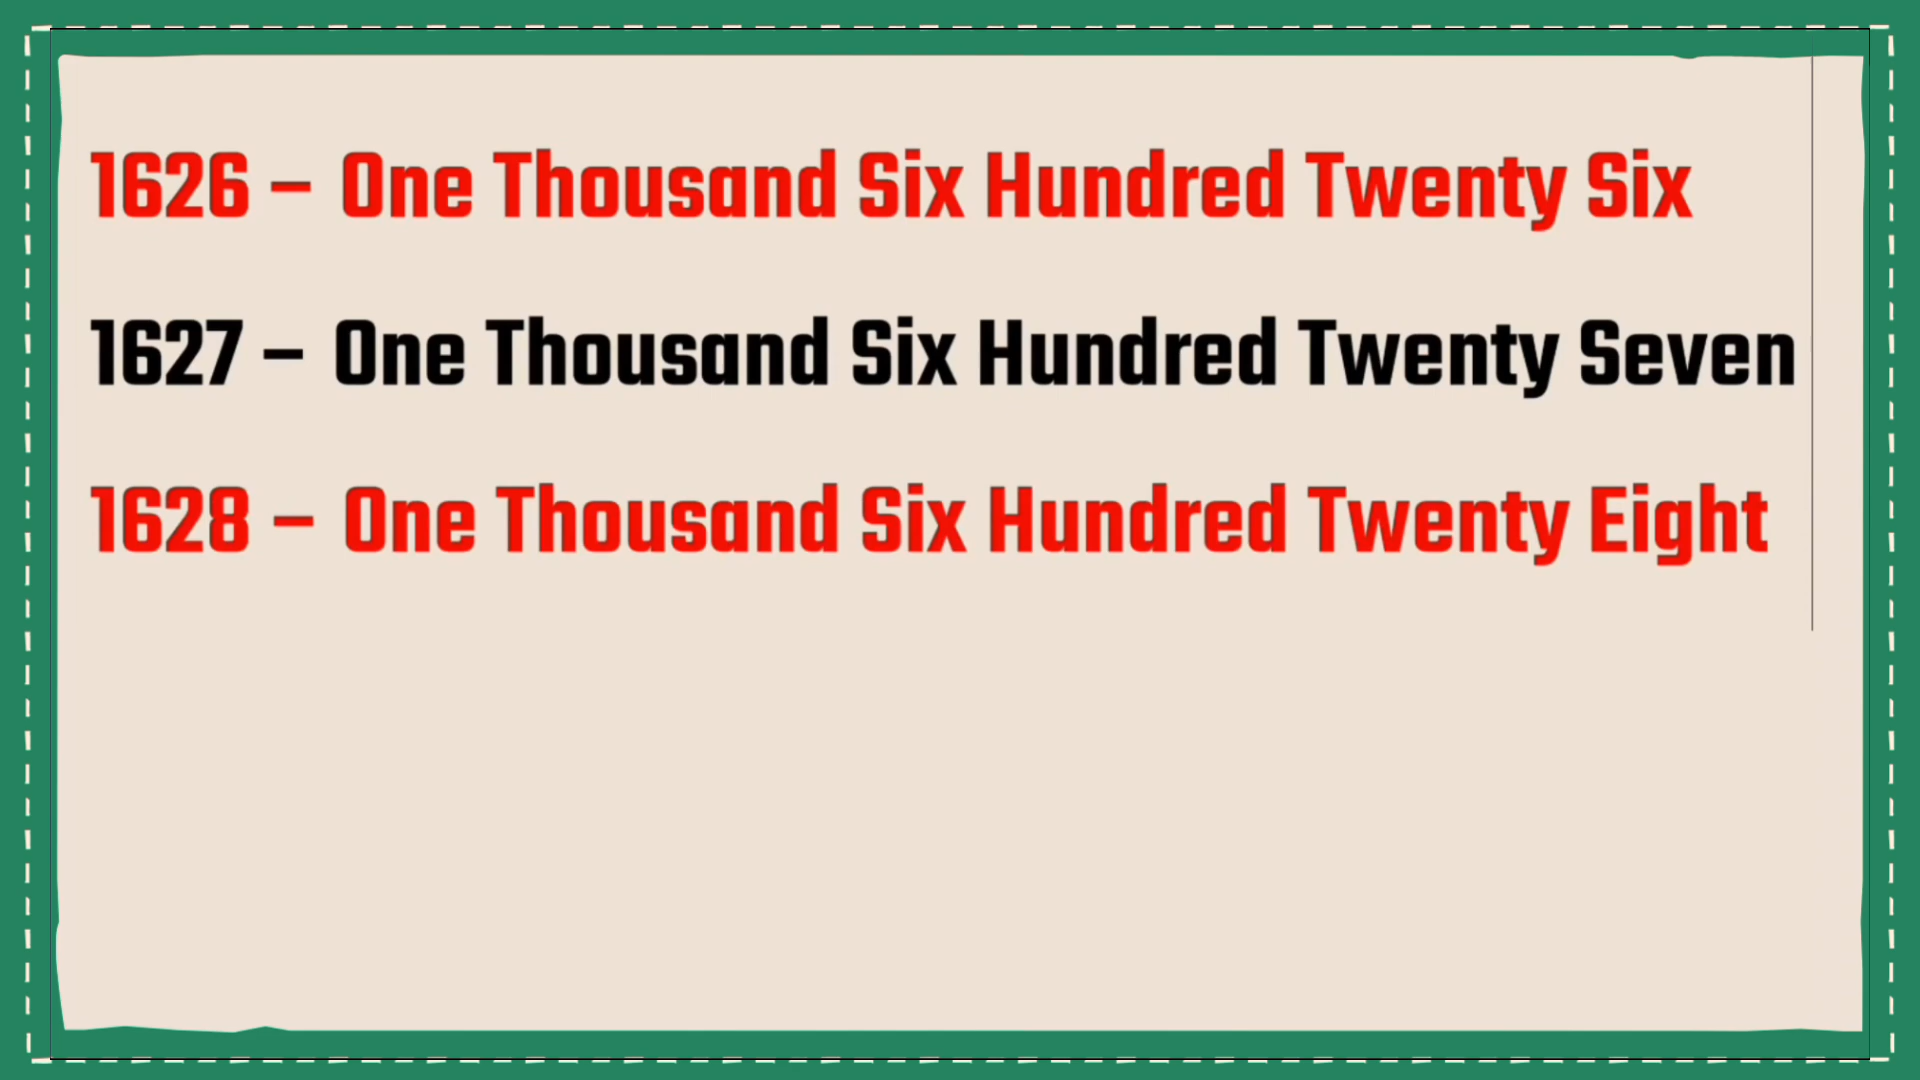 1626 – One Thousand Six Hundred Twenty Six
1627 – One Thousand Six Hundred Twenty Seven
1628 – One Thousand Six Hundred Twenty Eight